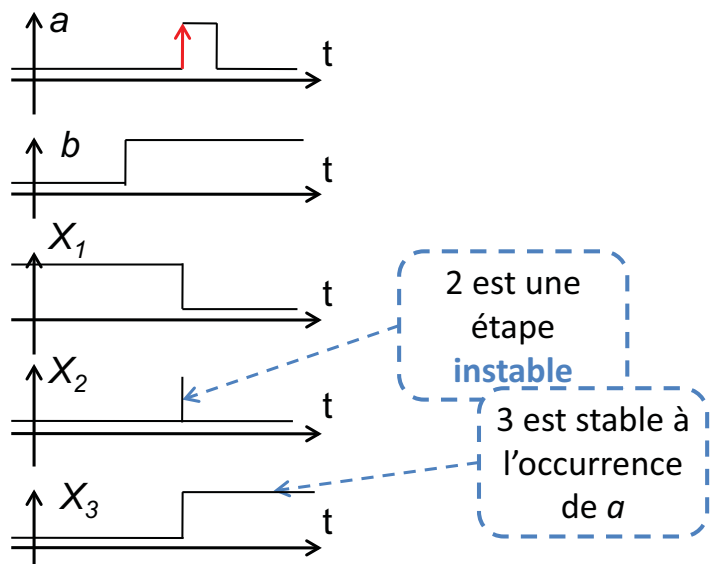 a
t
b
t
X1
t
X2
t
X3
t
2 est une
étape
instable
3 est stable à
l’occurrence
de a